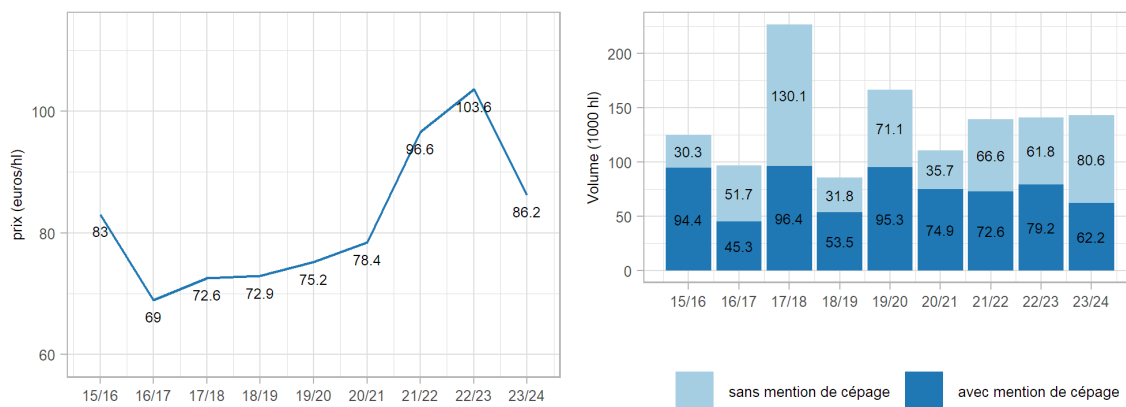 prix (euros/hl)
100
80
60
83
69
72.6
72.9
75.2
78.4
96.6
103.6
86.2
15/16 16/17 17/18 18/19 19/20 20/21 21/22 22/23 23/24
Volume (1000 hl)
200
150
100
50
0
30.3 51.7 130.1 31.8 71.1 35.7 66.6 61.8 80.6
94.4 45.3 96.4 53.5 95.3 74.9 72.6 79.2 62.2
15/16 16/17 17/18 18/19 19/20 20/21 21/22 22/23 23/24
sans mention de cépage avec mention de cépage